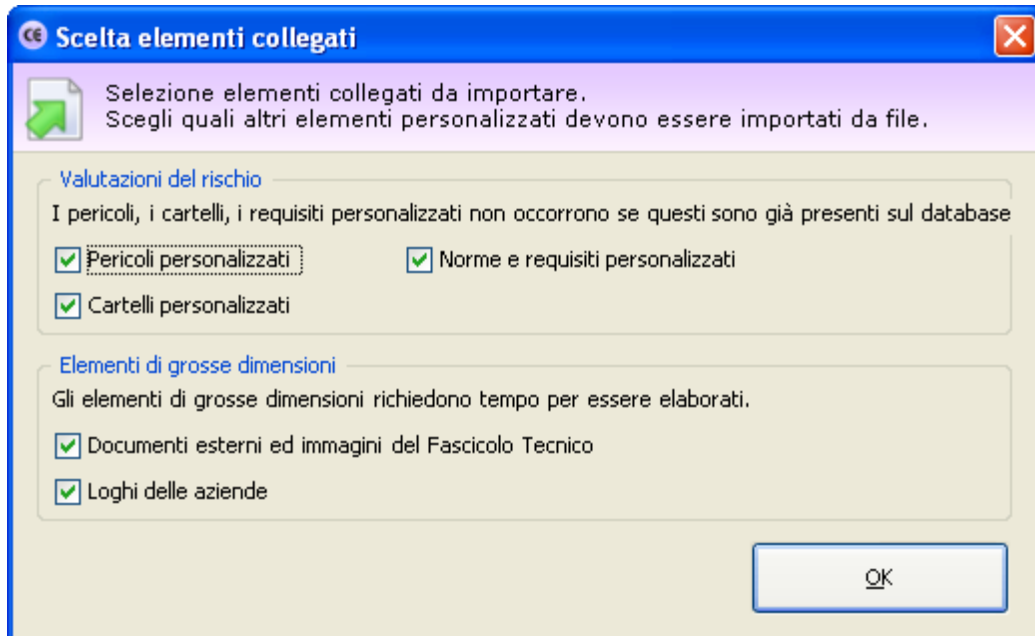 CE Scelta elementi collegati
Selezione elementi collegati da importare.
Scegli quali altri elementi personalizzati devono essere importati da file.
Valutazioni del rischio
I pericoli, i cartelli, i requisiti personalizzati non occorrono se questi sono già presenti sul database
Pericoli personalizzati Norme e requisiti personalizzati
Cartelli personalizzati
Elementi di grosse dimensioni
Gli elementi di grosse dimensioni richiedono tempo per essere elaborati.
Documenti esterni ed immagini del Fascicolo Tecnico
Loghi delle aziende
OK